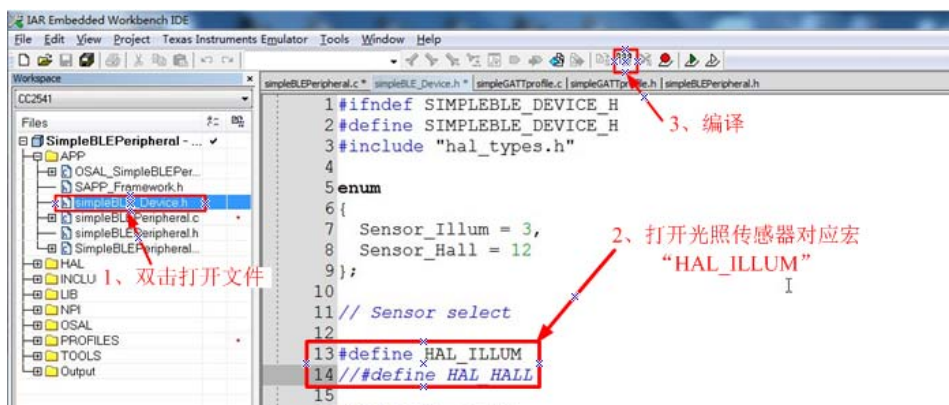 IAR Embedded Workbench IDE
File Edit View Project Texas Instruments Emulator Tools Window Help
Workspace
simpleBLEPeripheral.c * simpleBLE_Device.h * simpleGATTprofile.c simpleGATTprofile.h simpleBLEPeripheral.h
CC2541
Files
SimpleBLEPeripheral - ...
APP
OSAL_SimpleBLEPer...
SAPP_Framework.h
simpleBLE_Device.h
simpleBLEPeripheral.c
simpleBLEPeripheral.h
SimpleBLEPeripheral...
HAL
INCLU
LIB
NPI
OSAL
PROFILES
TOOLS
Output
1、双击打开文件
1 #ifndef SIMPLEBLE_DEVICE_H
2 #define SIMPLEBLE_DEVICE_H
3 #include "hal_types.h"
4
5 enum
6 {
7 Sensor_Illum = 3,
8 Sensor_Hall = 12
9 };
10
11 // Sensor select
12
13 #define HAL_ILLUM
14 //#define HAL_HALL
15
3、编译
2、打开光照传感器对应宏
“HAL_ILLUM”